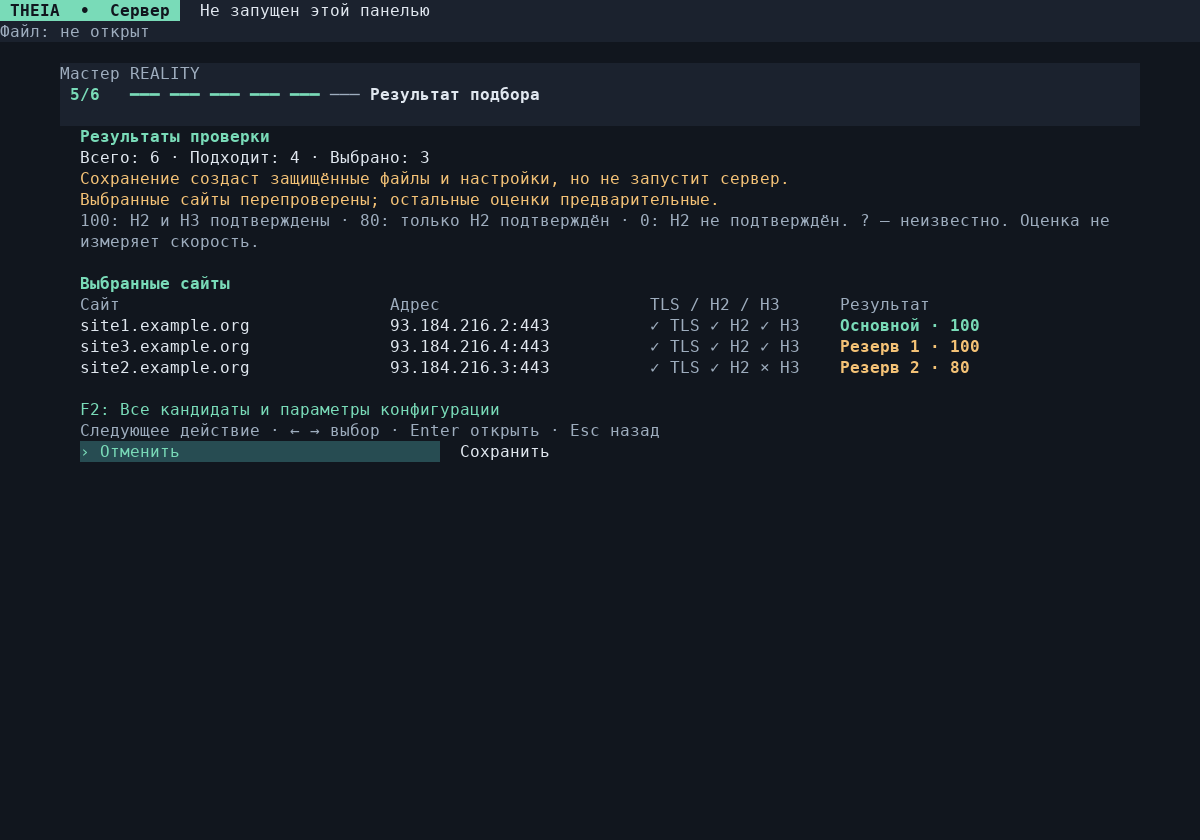 THEIA • Сервер Не запущен этой панелью
Файл: не открыт
Мастер REALITY
5/6 ━━━ ━━━ ━━━ ━━━ ━━━ ─── Результат подбора
Результаты проверки
Всего: 6 · Подходит: 4 · Выбрано: 3
Сохранение создаст защищённые файлы и настройки, но не запустит сервер.
Выбранные сайты перепроверены; остальные оценки предварительные.
100: H2 и H3 подтверждены · 80: только H2 подтверждён · 0: H2 не подтверждён. ? — неизвестно. Оценка не
измеряет скорость.
Выбранные сайты
Сайт Адрес TLS / H2 / H3 Результат
site1.example.org 93.184.216.2:443 ✓ TLS ✓ H2 ✓ H3 Основной · 100
site3.example.org 93.184.216.4:443 ✓ TLS ✓ H2 ✓ H3 Резерв 1 · 100
site2.example.org 93.184.216.3:443 ✓ TLS ✓ H2 × H3 Резерв 2 · 80
F2: Все кандидаты и параметры конфигурации
Следующее действие · ← → выбор · Enter открыть · Esc назад
› Отменить Сохранить